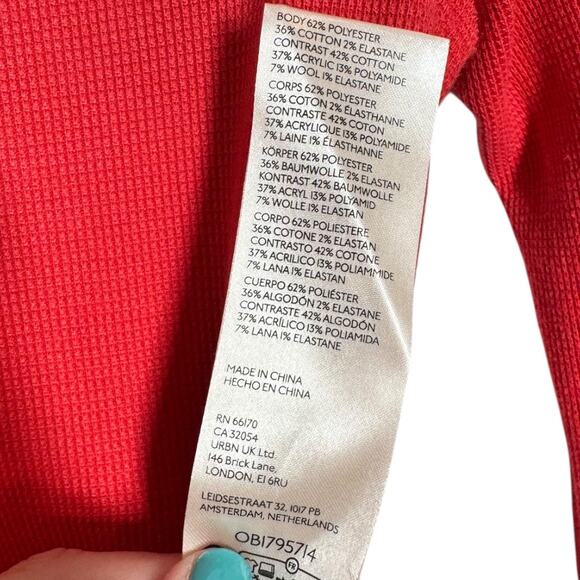 BODY 62% POLYESTER
36% COTTON 2% ELASTANE
CONTRAST 42% COTTON
37% ACRYLIC 13% POLYAMIDE
7% WOOL 1% ELASTANE
CORPS 62% POLYESTER
36% COTON 2% ÉLASTHANNE
CONTRASTE 42% COTON
37% ACRYLIQUE 13% POLYAMIDE
7% LAINE 1% ÉLASTHANNE
KÖRPER 62% POLYESTER
36% BAUMWOLLE 2% ELASTAN
KONTRAST 42% BAUMWOLLE
37% ACRYL 13% POLYAMID
7% WOLLE 1% ELASTAN
CORPO 62% POLIESTERE
36% COTONE 2% ELASTAN
CONTRASTO 42% COTONE
37% ACRILICO 13% POLIAMMIDE
7% LANA 1% ELASTAN
CUERPO 62% POLIÉSTER
36% ALGODÓN 2% ELASTANE
CONTRASTE 42% ALGODÓN
37% ACRÍLICO 13% POLIAMIDA
7% LANA 1% ELASTANE
MADE IN CHINA
HECHO EN CHINA
RN 66170
CA 32054
URBN UK Ltd.
146 Brick Lane,
LONDON, E1 6RU
LEIDSESTRAAT 32, 1017 PB
AMSTERDAM, NETHERLANDS
OB1795714
FR